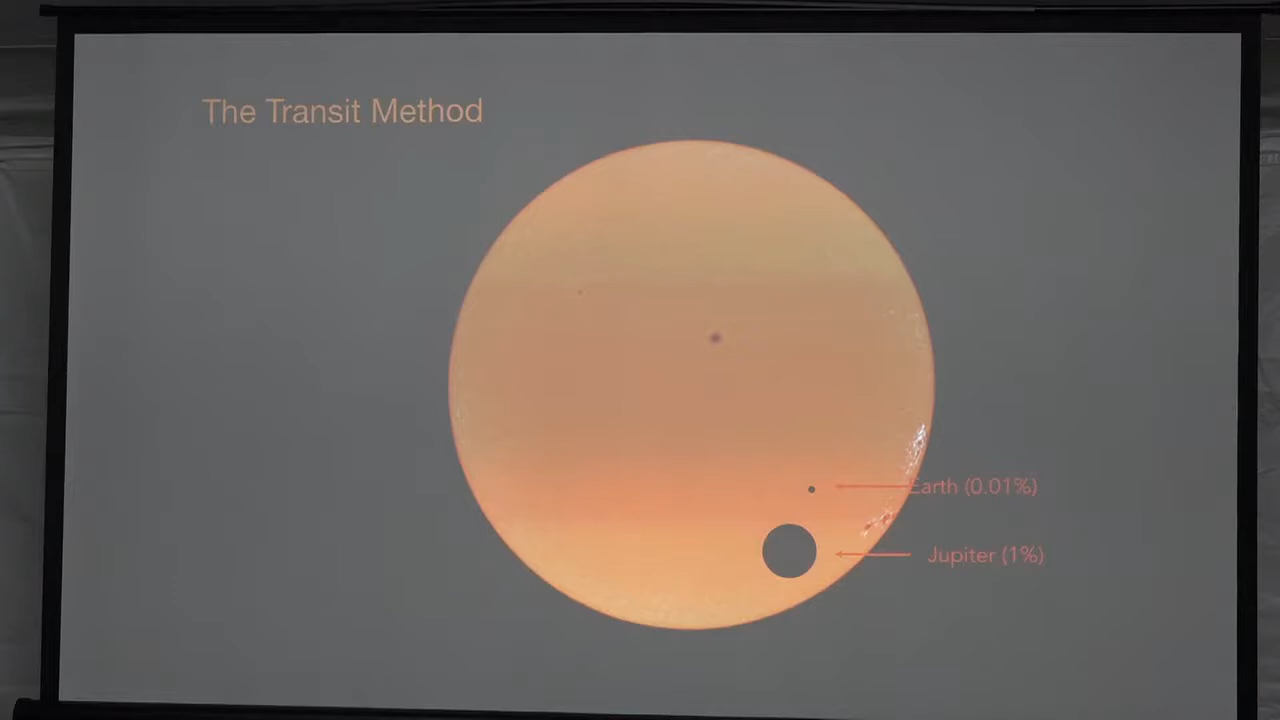 The Transit Method
Earth (0.01%)
Jupiter (1%)